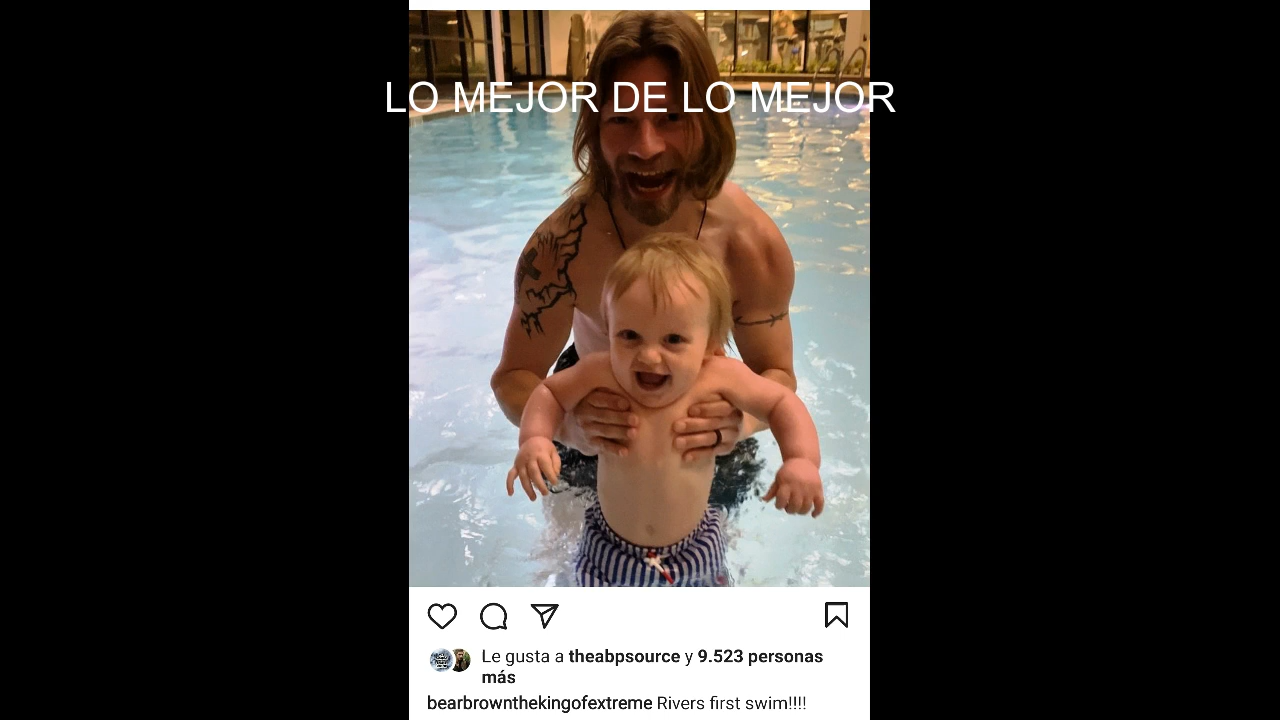 LO MEJOR DE LO MEJOR
Le gusta a theabpsource y 9.523 personas
más
bearbrownthekingofextreme Rivers first swim!!!!